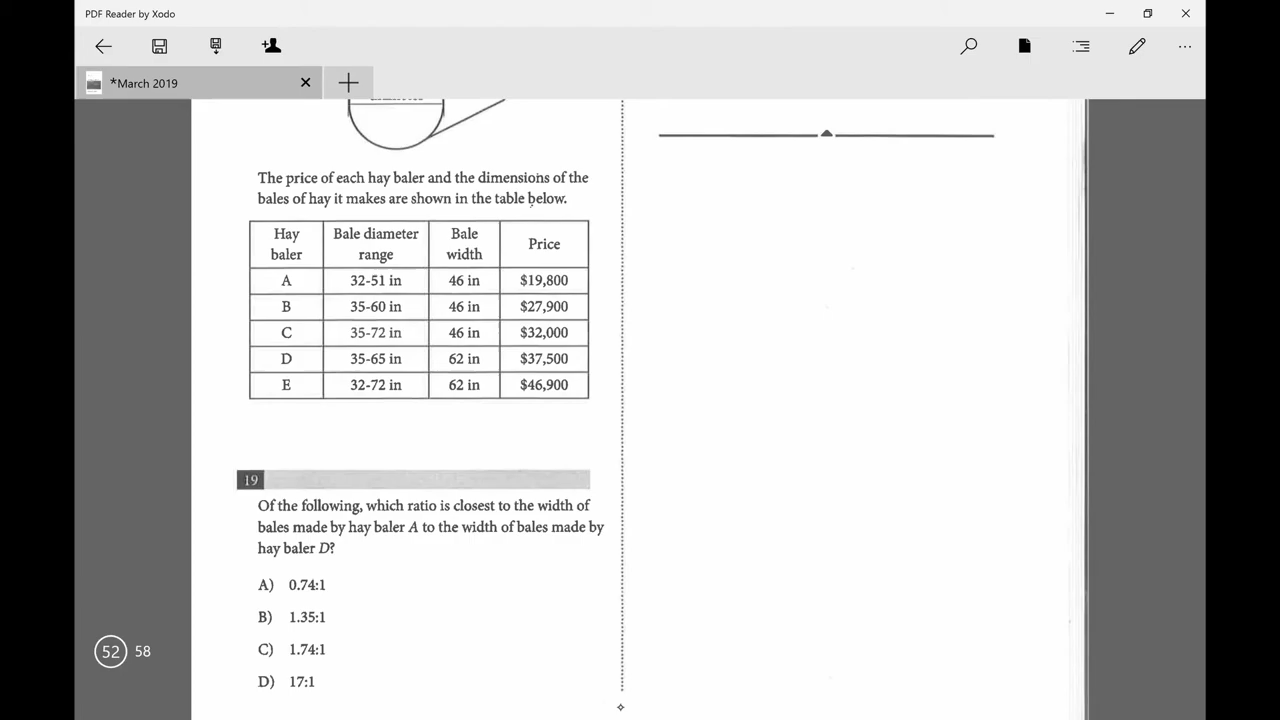 PDF Reader by Xodo
*March 2019
The price of each hay baler and the dimensions of the
bales of hay it makes are shown in the table below.
Hay baler Bale diameter range Bale width Price
A 32-51 in 46 in $19,800
B 35-60 in 46 in $27,900
C 35-72 in 46 in $32,000
D 35-65 in 62 in $37,500
E 32-72 in 62 in $46,900
19
Of the following, which ratio is closest to the width of
bales made by hay baler A to the width of bales made by
hay baler D?
A) 0.74:1
B) 1.35:1
C) 1.74:1
D) 17:1
52 58